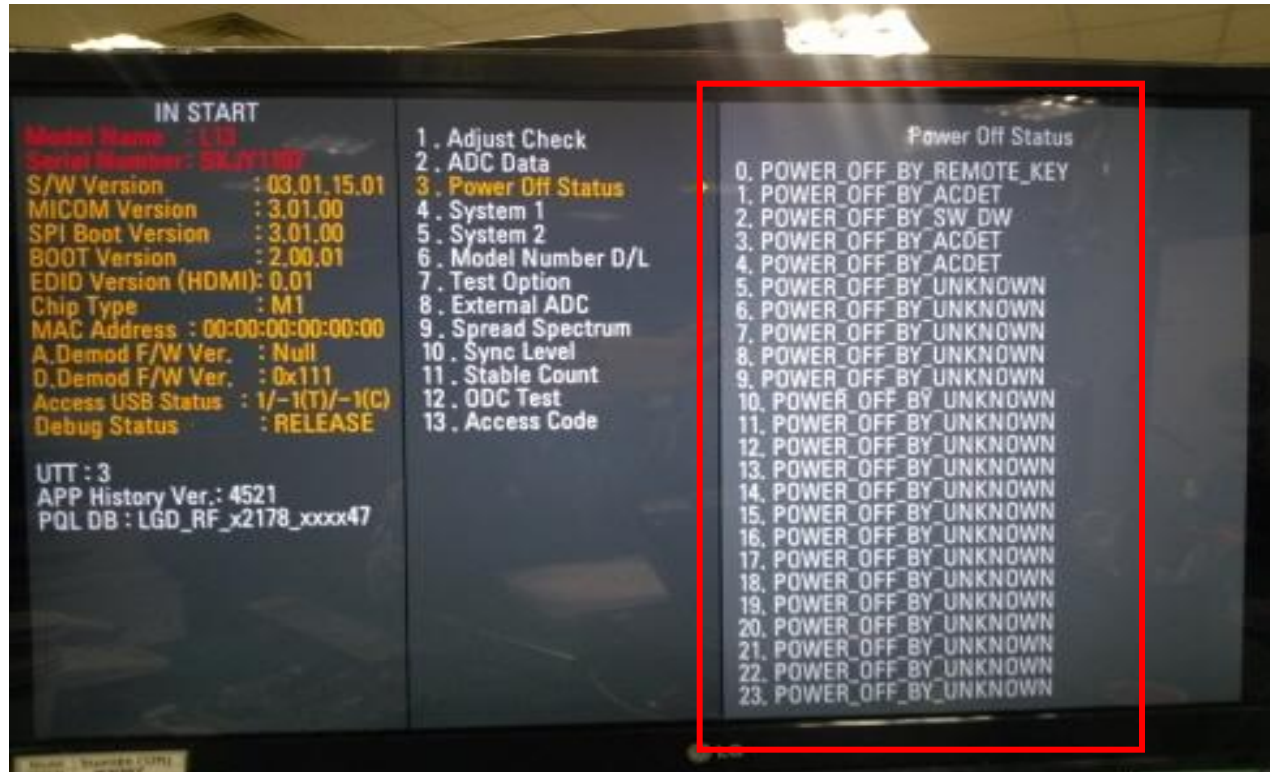 IN START
Model Name : L13
Serial Number : SKJY1107
S/W Version : 03.01.15.01
MICOM Version : 3.01.00
SPI Boot Version : 3.01.00
BOOT Version : 2.00.01
EDID Version (HDMI): 0.01
Chip Type : M1
MAC Address : 00:00:00:00:00:00
A.Demod F/W Ver. : Null
D.Demod F/W Ver. : 0x111
Access USB Status : 1/-1(T)/-1(C)
Debug Status : RELEASE
UTT : 3
APP History Ver.: 4521
PQL DB : LGD_RF_x2178_xxxx47
1 . Adjust Check
2 . ADC Data
3 . Power Off Status
4 . System 1
5 . System 2
6 . Model Number D/L
7 . Test Option
8 . External ADC
9 . Spread Spectrum
10 . Sync Level
11 . Stable Count
12 . ODC Test
13 . Access Code
Power Off Status
0. POWER_OFF_BY_REMOTE_KEY
1. POWER_OFF_BY_ACDET
2. POWER_OFF_BY_SW_DW
3. POWER_OFF_BY_ACDET
4. POWER_OFF_BY_ACDET
5. POWER_OFF_BY_UNKNOWN
6. POWER_OFF_BY_UNKNOWN
7. POWER_OFF_BY_UNKNOWN
8. POWER_OFF_BY_UNKNOWN
9. POWER_OFF_BY_UNKNOWN
10. POWER_OFF_BY_UNKNOWN
11. POWER_OFF_BY_UNKNOWN
12. POWER_OFF_BY_UNKNOWN
13. POWER_OFF_BY_UNKNOWN
14. POWER_OFF_BY_UNKNOWN
15. POWER_OFF_BY_UNKNOWN
16. POWER_OFF_BY_UNKNOWN
17. POWER_OFF_BY_UNKNOWN
18. POWER_OFF_BY_UNKNOWN
19. POWER_OFF_BY_UNKNOWN
20. POWER_OFF_BY_UNKNOWN
21. POWER_OFF_BY_UNKNOWN
22. POWER_OFF_BY_UNKNOWN
23. POWER_OFF_BY_UNKNOWN
LG